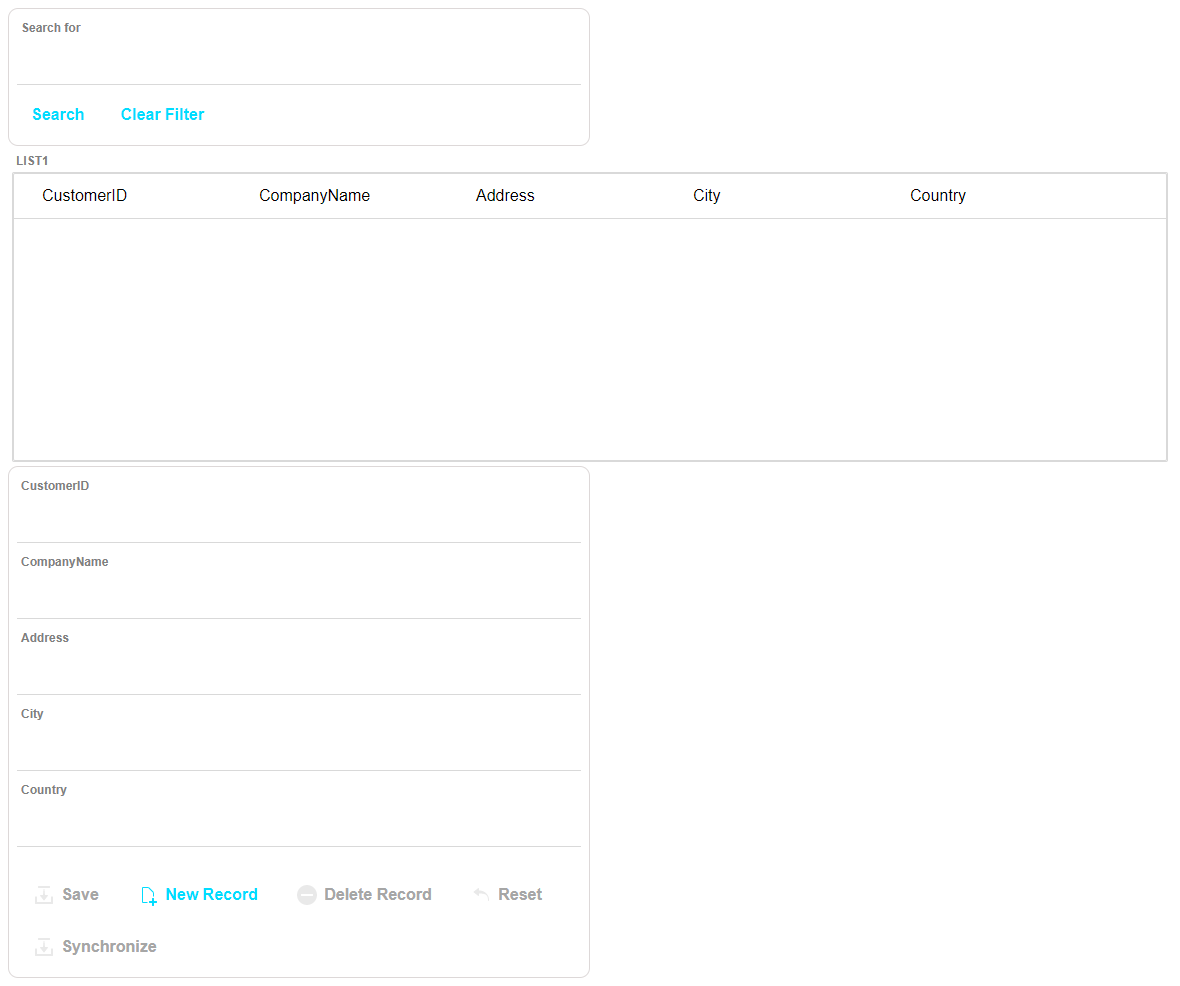 Search for
Search Clear Filter
LIST1
CustomerID CompanyName Address City Country
CustomerID
CompanyName
Address
City
Country
Save New Record Delete Record Reset
Synchronize